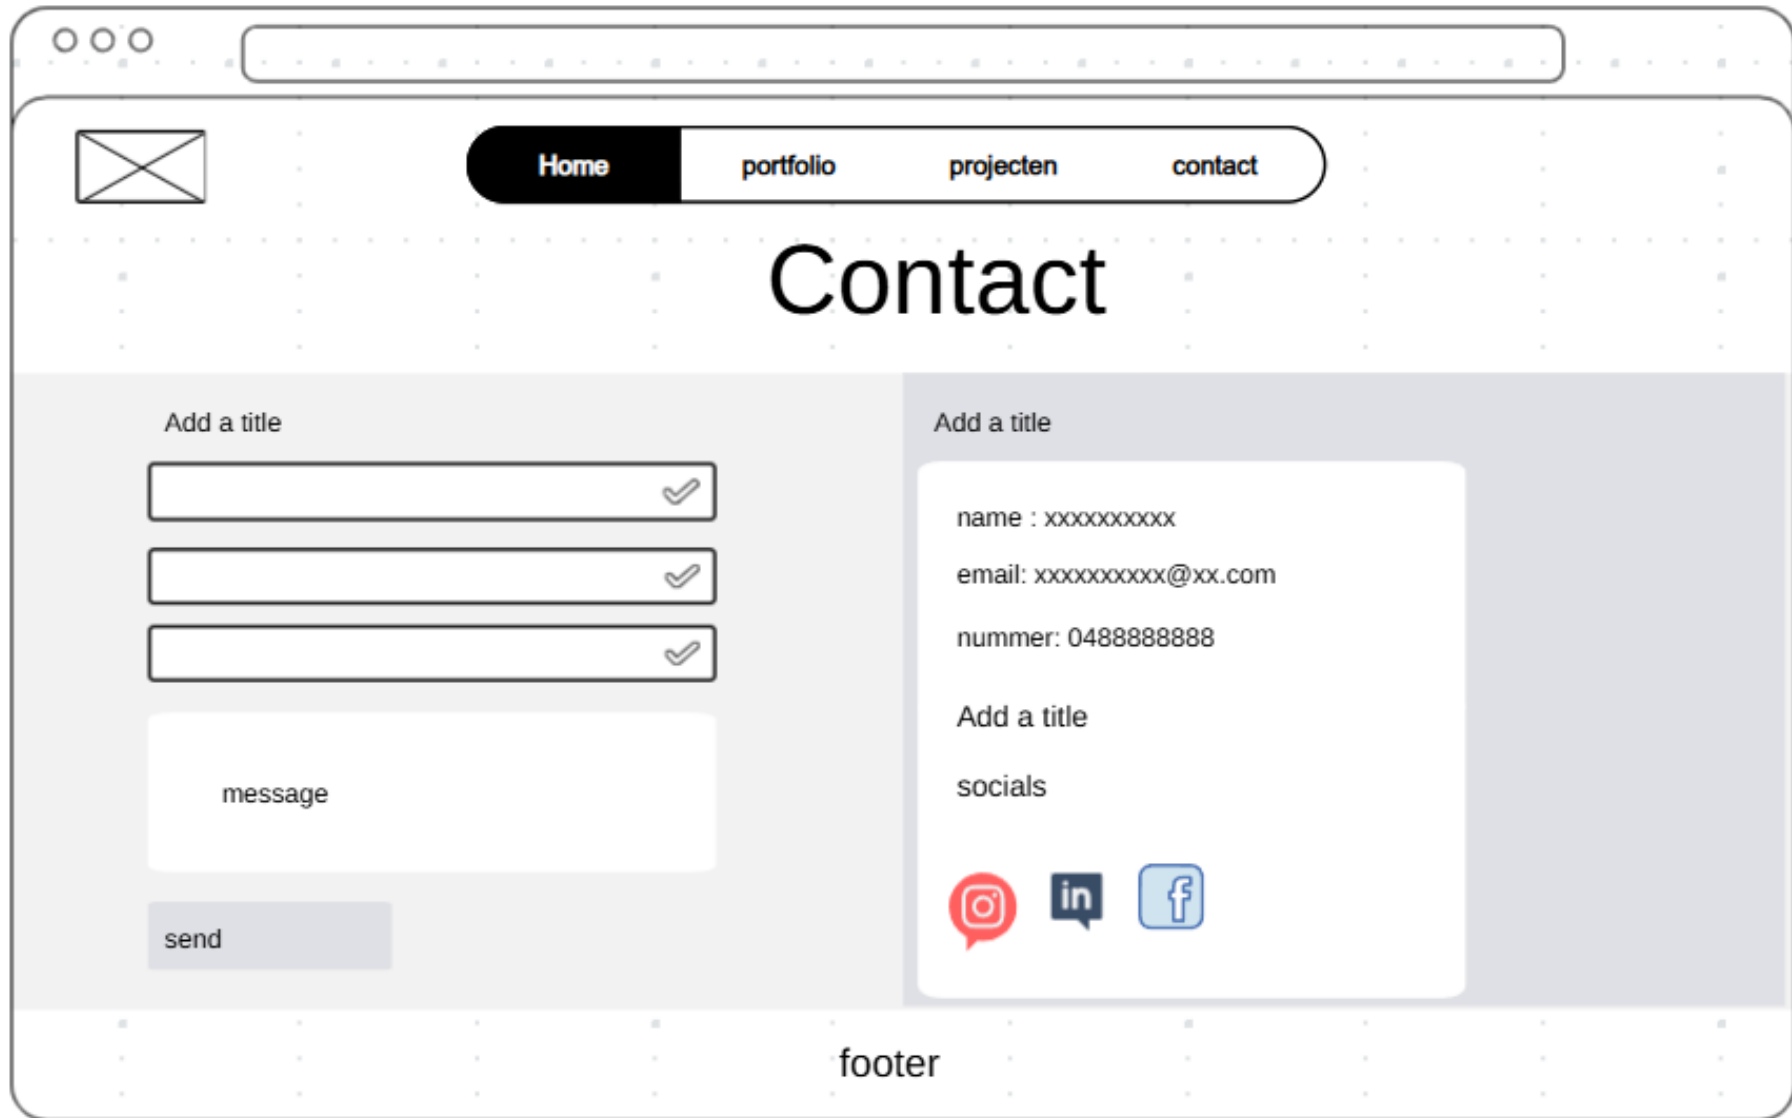 Home portfolio projecten contact
Contact
Add a title
message
send
Add a title
name : xxxxxxxxxx
email: xxxxxxxxxx@xx.com
nummer: 0488888888
Add a title
socials
in
f
footer